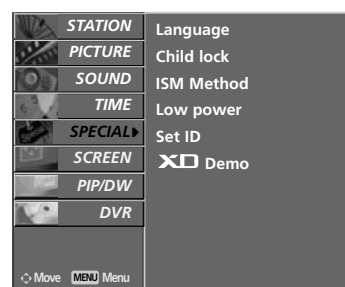 STATION
PICTURE
SOUND
TIME
SPECIAL
SCREEN
PIP/DW
DVR
Move MENU Menu
Language
Child lock
ISM Method
Low power
Set ID
XD Demo